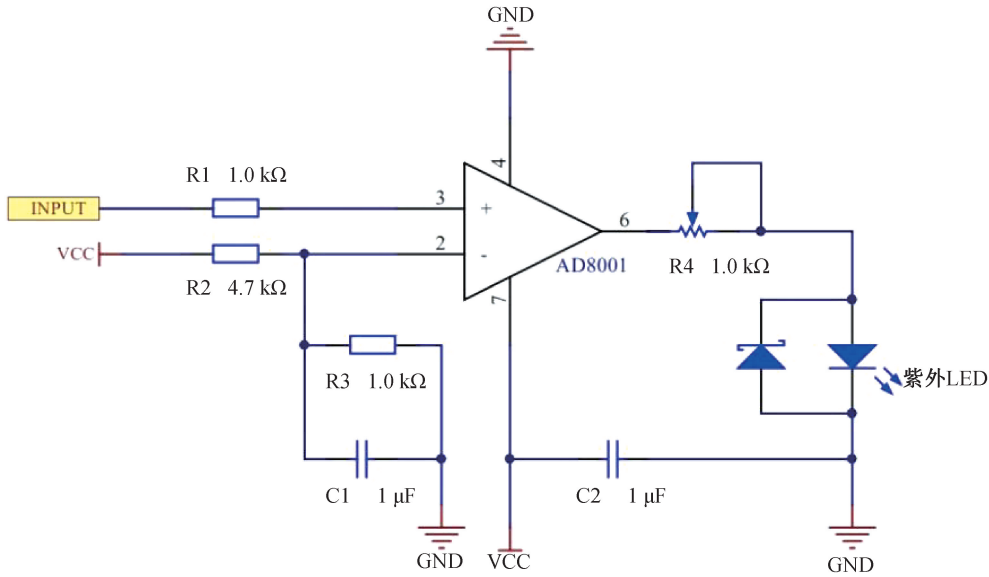 GND
R1 1.0 kΩ
4
INPUT
3
+
6
VCC
2
-
AD8001
R4 1.0 kΩ
R2 4.7 kΩ
7
R3 1.0 kΩ
紫外LED
C1 1 μF
C2 1 μF
GND
VCC
GND